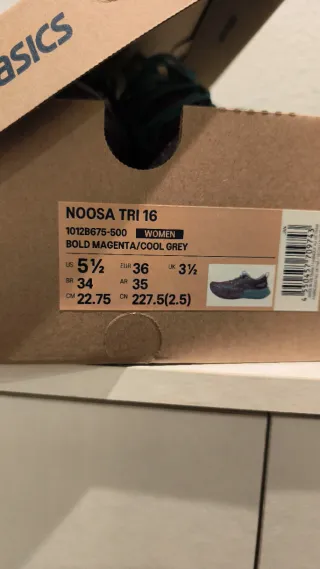 asics
NOOSA TRI 16
1012B675-500 WOMEN
BOLD MAGENTA/COOL GREY
US 5½ EUR 36 UK 3½
BR 34 AR 35
CM 22.75 CN 227.5(2.5)